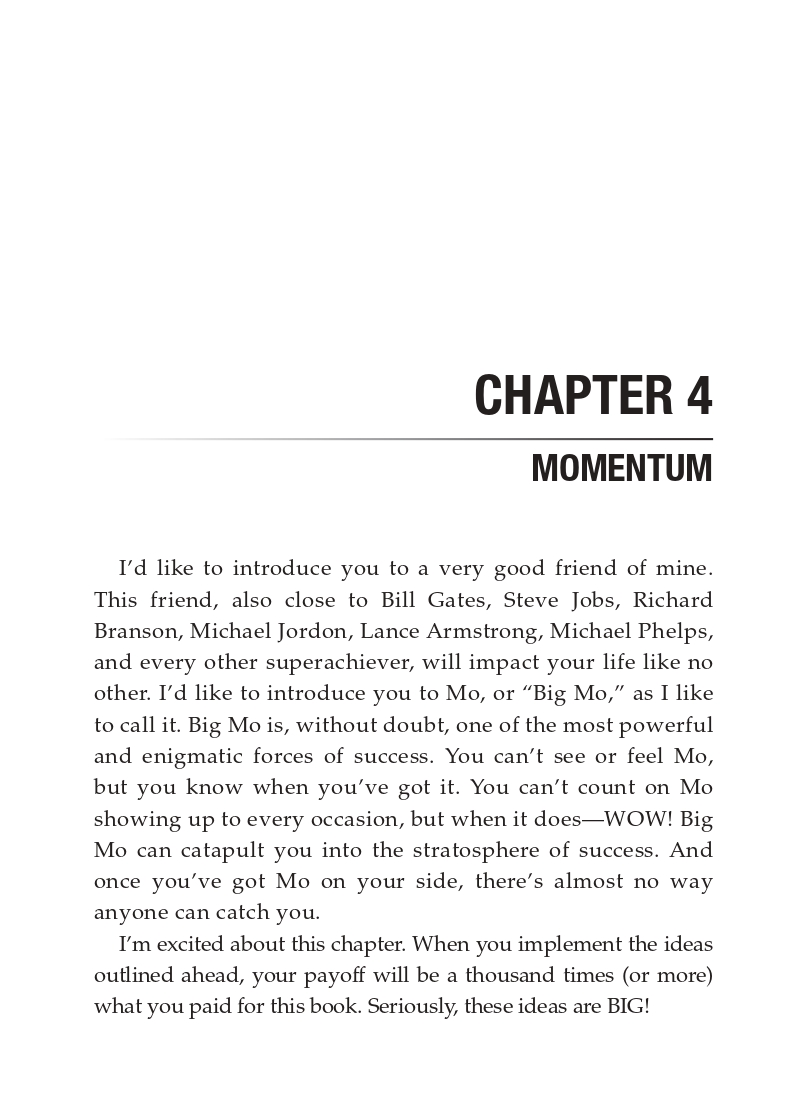 CHAPTER 4
MOMENTUM
I’d like to introduce you to a very good friend of mine.
This friend, also close to Bill Gates, Steve Jobs, Richard
Branson, Michael Jordon, Lance Armstrong, Michael Phelps,
and every other superachiever, will impact your life like no
other. I’d like to introduce you to Mo, or “Big Mo,” as I like
to call it. Big Mo is, without doubt, one of the most powerful
and enigmatic forces of success. You can’t see or feel Mo,
but you know when you’ve got it. You can’t count on Mo
showing up to every occasion, but when it does—WOW! Big
Mo can catapult you into the stratosphere of success. And
once you’ve got Mo on your side, there’s almost no way
anyone can catch you.
I’m excited about this chapter. When you implement the ideas
outlined ahead, your payoff will be a thousand times (or more)
what you paid for this book. Seriously, these ideas are BIG!